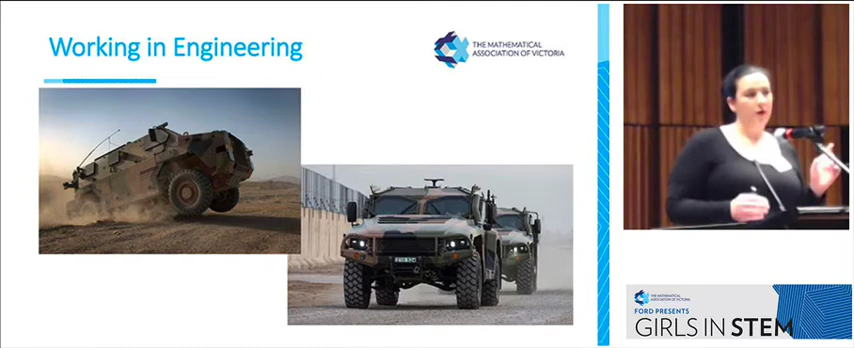 Working in Engineering
THE MATHEMATICAL
ASSOCIATION OF VICTORIA
THE MATHEMATICAL
ASSOCIATION OF VICTORIA
FORD PRESENTS
GIRLS IN STEM